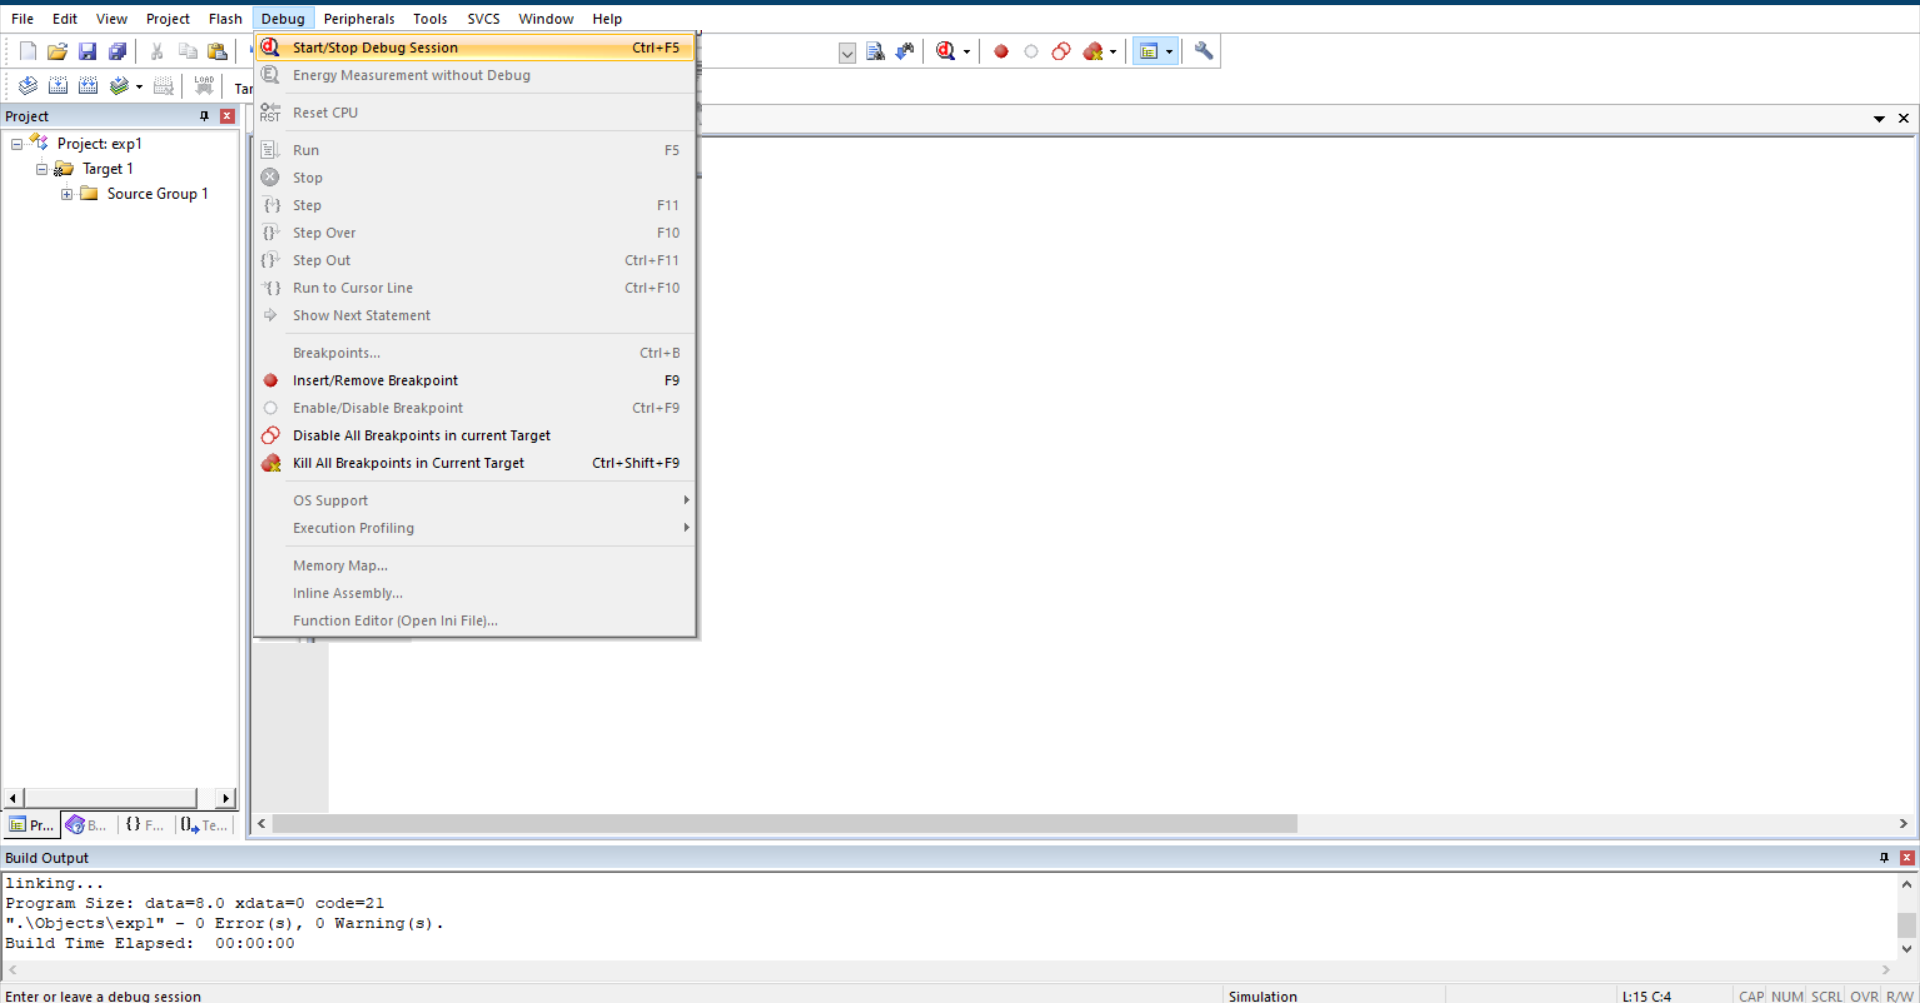 File Edit View Project Flash Debug Peripherals Tools SVCS Window Help
Start/Stop Debug Session Ctrl+F5
Energy Measurement without Debug
Reset CPU
Run F5
Stop
Step F11
Step Over F10
Step Out Ctrl+F11
Run to Cursor Line Ctrl+F10
Show Next Statement
Breakpoints... Ctrl+B
Insert/Remove Breakpoint F9
Enable/Disable Breakpoint Ctrl+F9
Disable All Breakpoints in current Target
Kill All Breakpoints in Current Target Ctrl+Shift+F9
OS Support
Execution Profiling
Memory Map...
Inline Assembly...
Function Editor (Open Ini File)...
LOAD Tar
Project
Project: exp1
Target 1
Source Group 1
Pr... B... {} F... Te...
Build Output
linking...
Program Size: data=8.0 xdata=0 code=21
".\Objects\exp1" - 0 Error(s), 0 Warning(s).
Build Time Elapsed: 00:00:00
Enter or leave a debug session Simulation L:15 C:4 CAP NUM SCRL OVR R/W